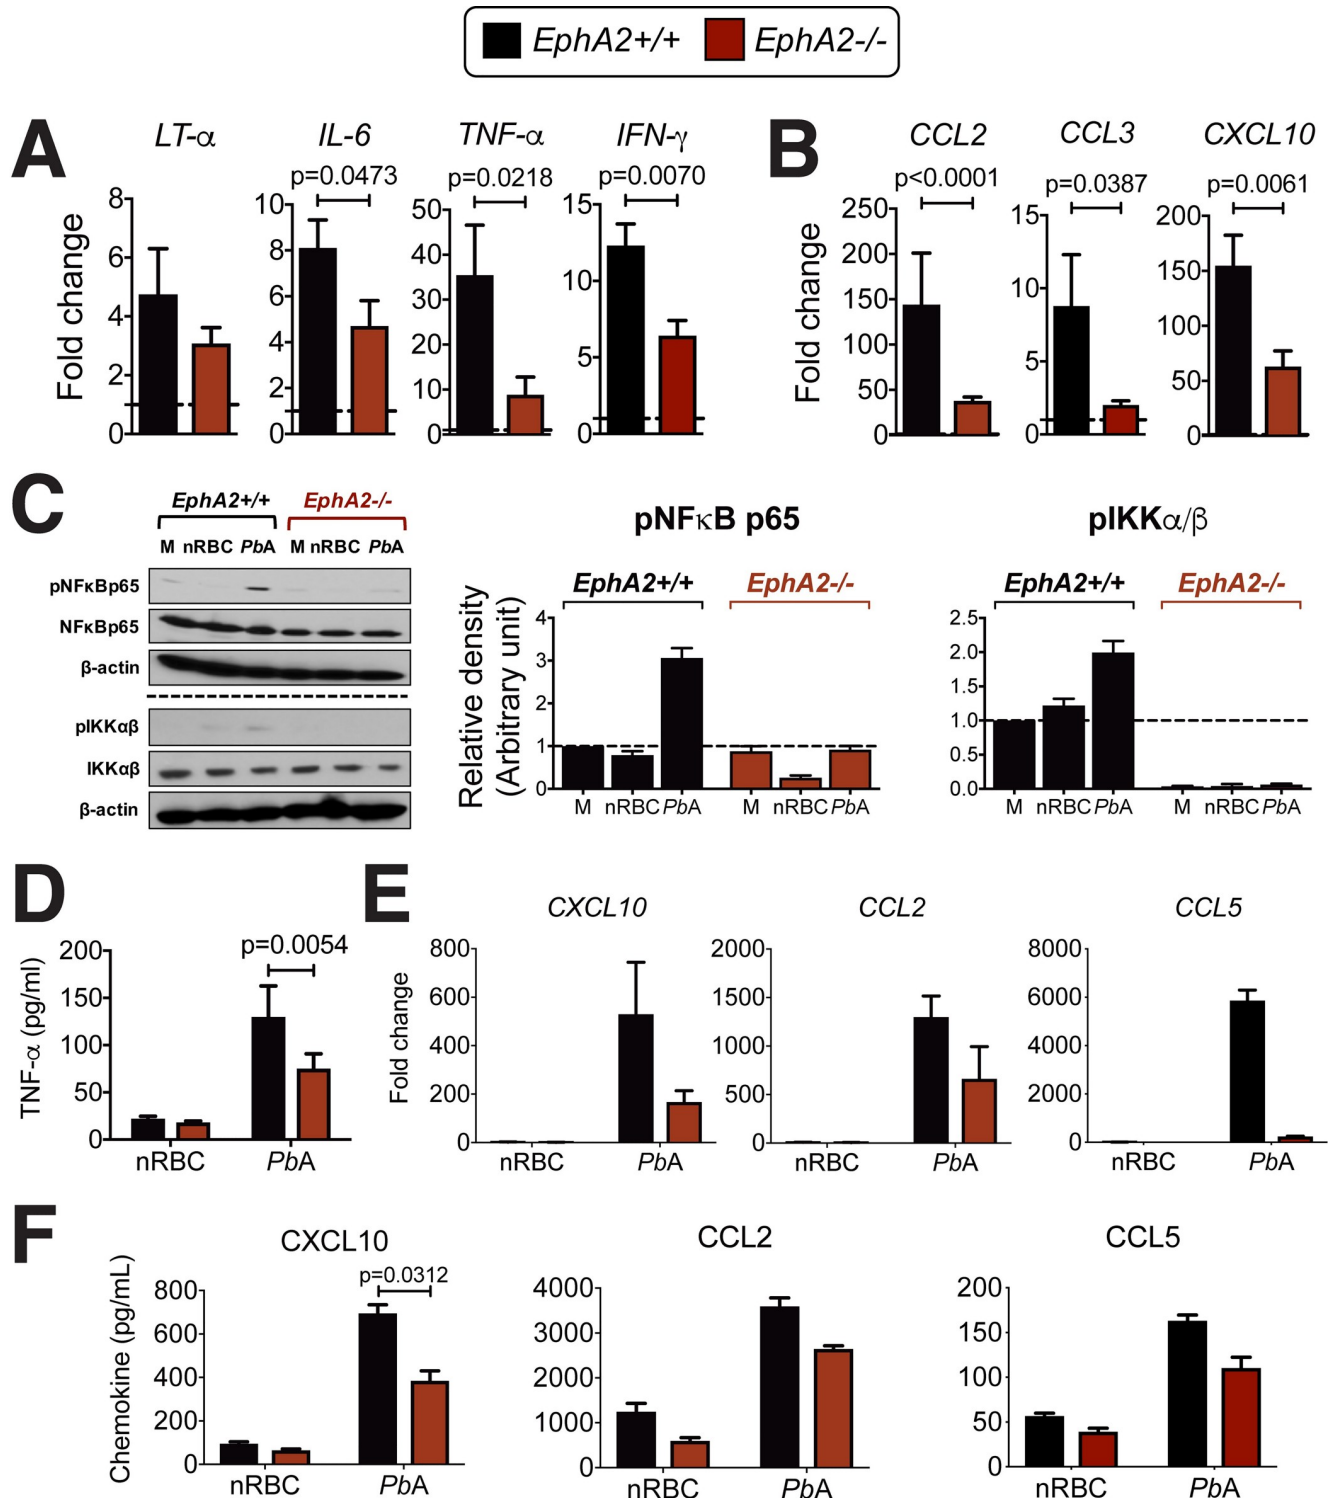 EphA2+/+ EphA2-/-
A
LT-α IL-6 TNF-α IFN-γ
p=0.0473 p=0.0218 p=0.0070
Fold change
8
6
4
2
0
10
8
6
4
2
0
50
40
30
20
10
0
15
10
5
0
B
CCL2 CCL3 CXCL10
p<0.0001 p=0.0387 p=0.0061
Fold change
250
200
150
100
50
0
15
10
5
0
200
150
100
50
0
C
EphA2+/+ EphA2-/-
M nRBC PbA M nRBC PbA
pNFκBp65
NFκBp65
β-actin
pIKKαβ
IKKαβ
β-actin
pNFκB p65
EphA2+/+ EphA2-/-
Relative density
(Arbitrary unit)
4
3
2
1
0
M nRBC PbA M nRBC PbA
pIKKα/β
EphA2+/+ EphA2-/-
2.5
2.0
1.5
1.0
0.5
0.0
M nRBC PbA M nRBC PbA
D
p=0.0054
TNF-α (pg/ml)
200
150
100
50
0
nRBC PbA
E
CXCL10
Fold change
800
600
400
200
0
nRBC PbA
CCL2
2000
1500
1000
500
0
nRBC PbA
CCL5
8000
6000
4000
2000
0
nRBC PbA
F
CXCL10
p=0.0312
Chemokine (pg/mL)
800
600
400
200
0
nRBC PbA
CCL2
4000
3000
2000
1000
0
nRBC PbA
CCL5
200
150
100
50
0
nRBC PbA